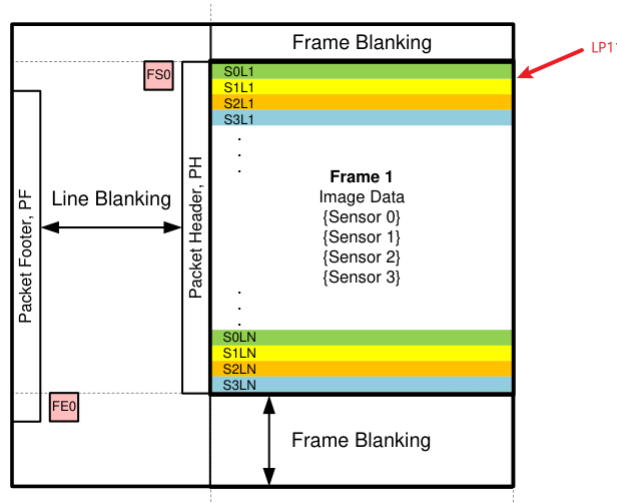 Frame Blanking
LP11
FS0
S0L1
S1L1
S2L1
S3L1
.
.
.
Frame 1
Image Data
{Sensor 0}
{Sensor 1}
{Sensor 2}
{Sensor 3}
Line Blanking
Packet Footer, PF
Packet Header, PH
.
.
.
S0LN
S1LN
S2LN
S3LN
FE0
Frame Blanking